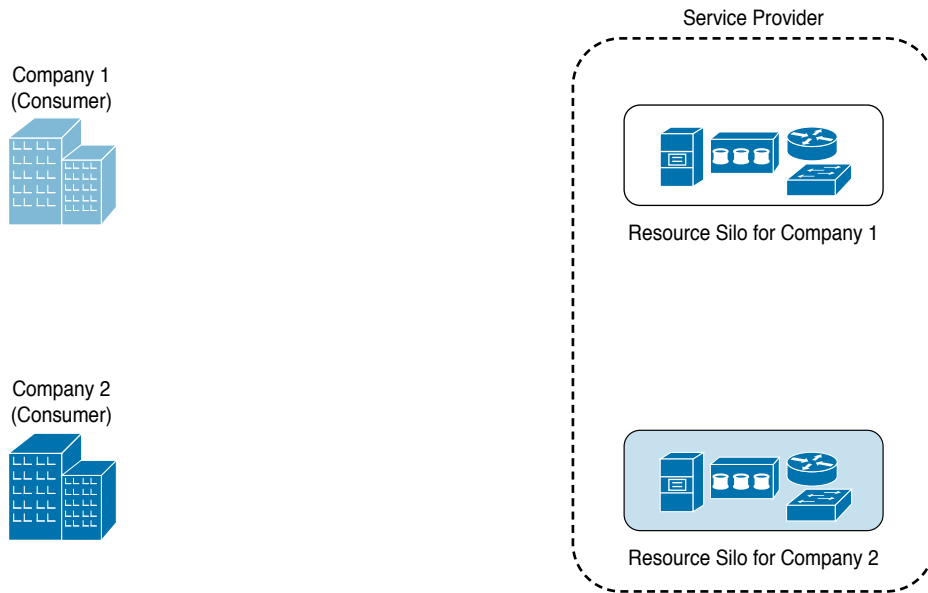 Service Provider
Company 1
(Consumer)
Resource Silo for Company 1
Company 2
(Consumer)
Resource Silo for Company 2